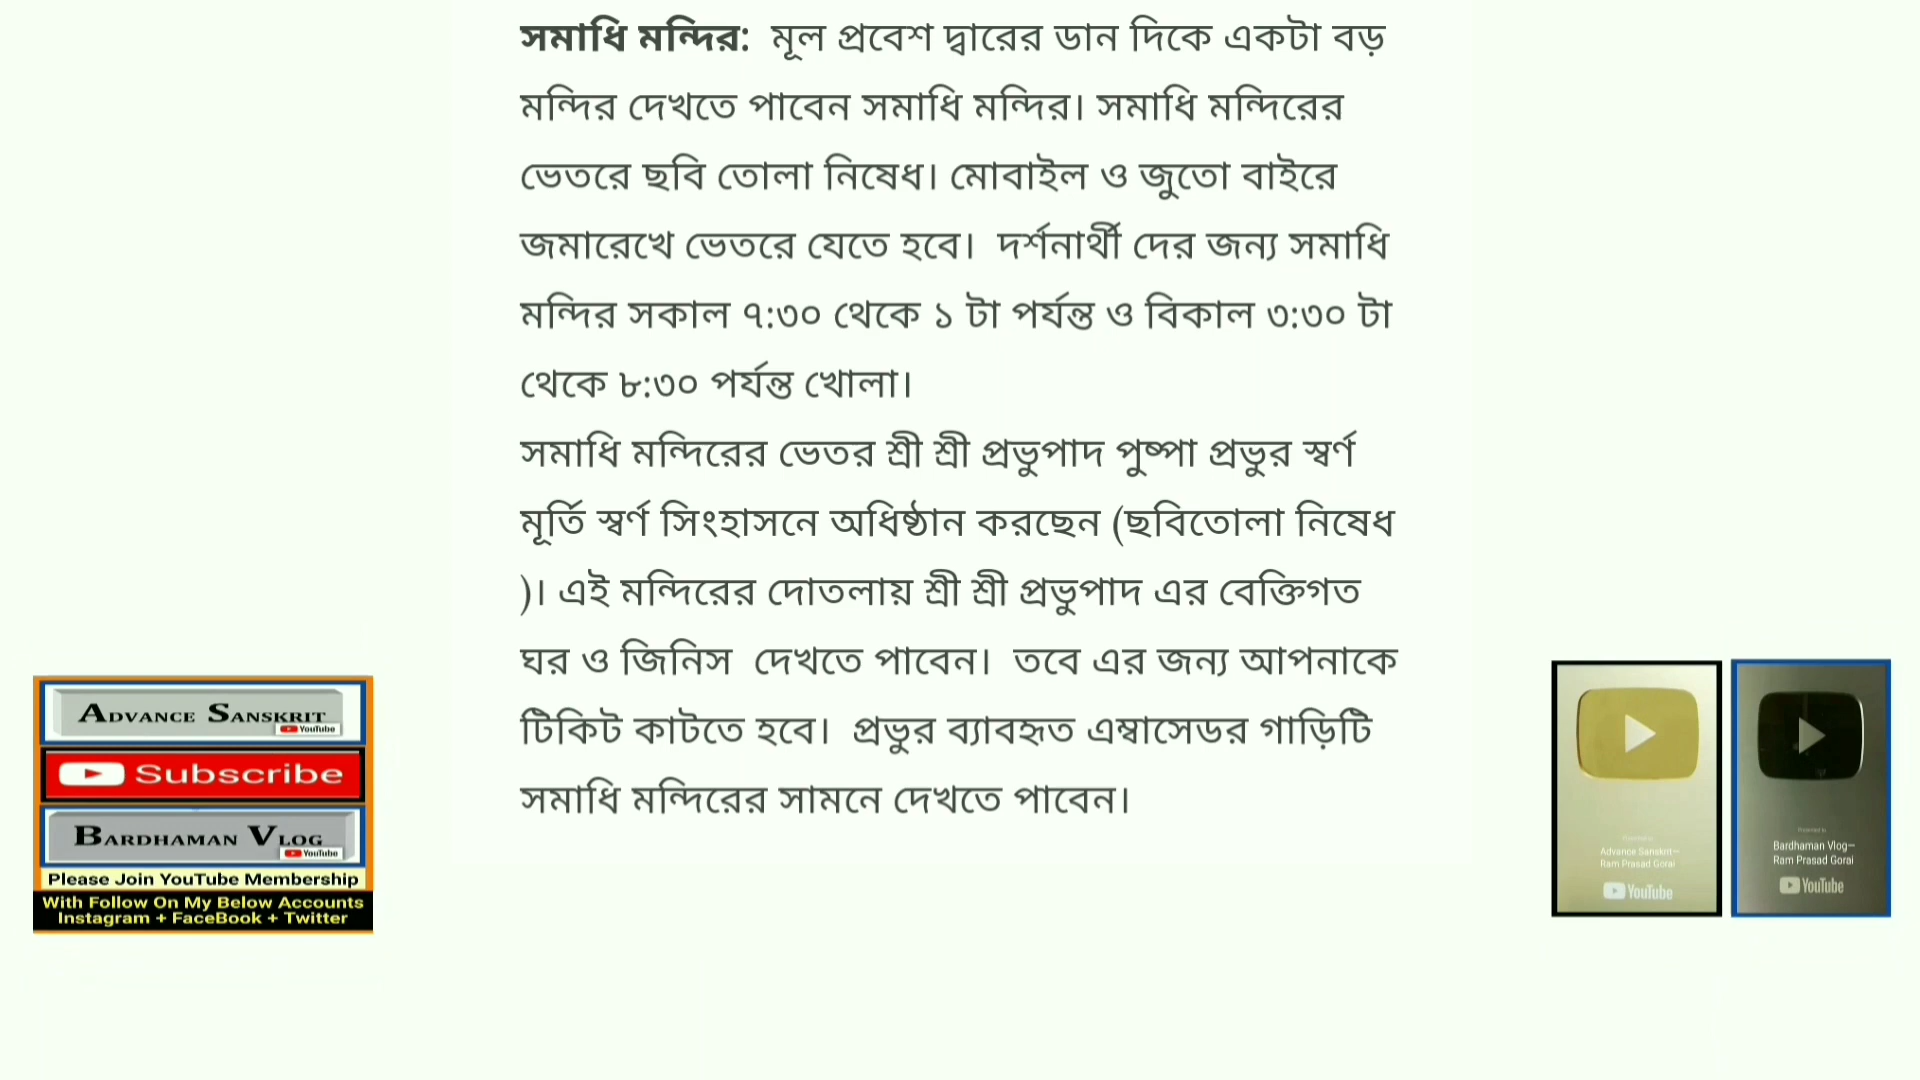 সমাধি মন্দির:  মূল প্রবেশ দ্বারের ডান দিকে একটা বড়
মন্দির দেখতে পাবেন সমাধি মন্দির। সমাধি মন্দিরের
ভেতরে ছবি তোলা নিষেধ। মোবাইল ও জুতো বাইরে
জমারেখে ভেতরে যেতে হবে।  দর্শনার্থী দের জন্য সমাধি
মন্দির সকাল ৭:৩০ থেকে ১ টা পর্যন্ত ও বিকাল ৩:৩০ টা
থেকে ৮:৩০ পর্যন্ত খোলা।
সমাধি মন্দিরের ভেতর শ্রী শ্রী প্রভুপাদ পুষ্পা প্রভুর স্বর্ণ
মূর্তি স্বর্ণ সিংহাসনে অধিষ্ঠান করছেন (ছবিতোলা নিষেধ
)। এই মন্দিরের দোতলায় শ্রী শ্রী প্রভুপাদ এর বেক্তিগত
ঘর ও জিনিস  দেখতে পাবেন।  তবে এর জন্য আপনাকে
টিকিট কাটতে হবে।  প্রভুর ব্যাবহৃত এম্বাসেডর গাড়িটি
সমাধি মন্দিরের সামনে দেখতে পাবেন।
Advance Sanskrit
YouTube
Subscribe
Bardhaman Vlog
YouTube
Please Join YouTube Membership
With Follow On My Below Accounts
Instagram + FaceBook + Twitter
Advance Sanskrit—
Ram Prasad Gorai
YouTube
Bardhaman Vlog—
Ram Prasad Gorai
YouTube